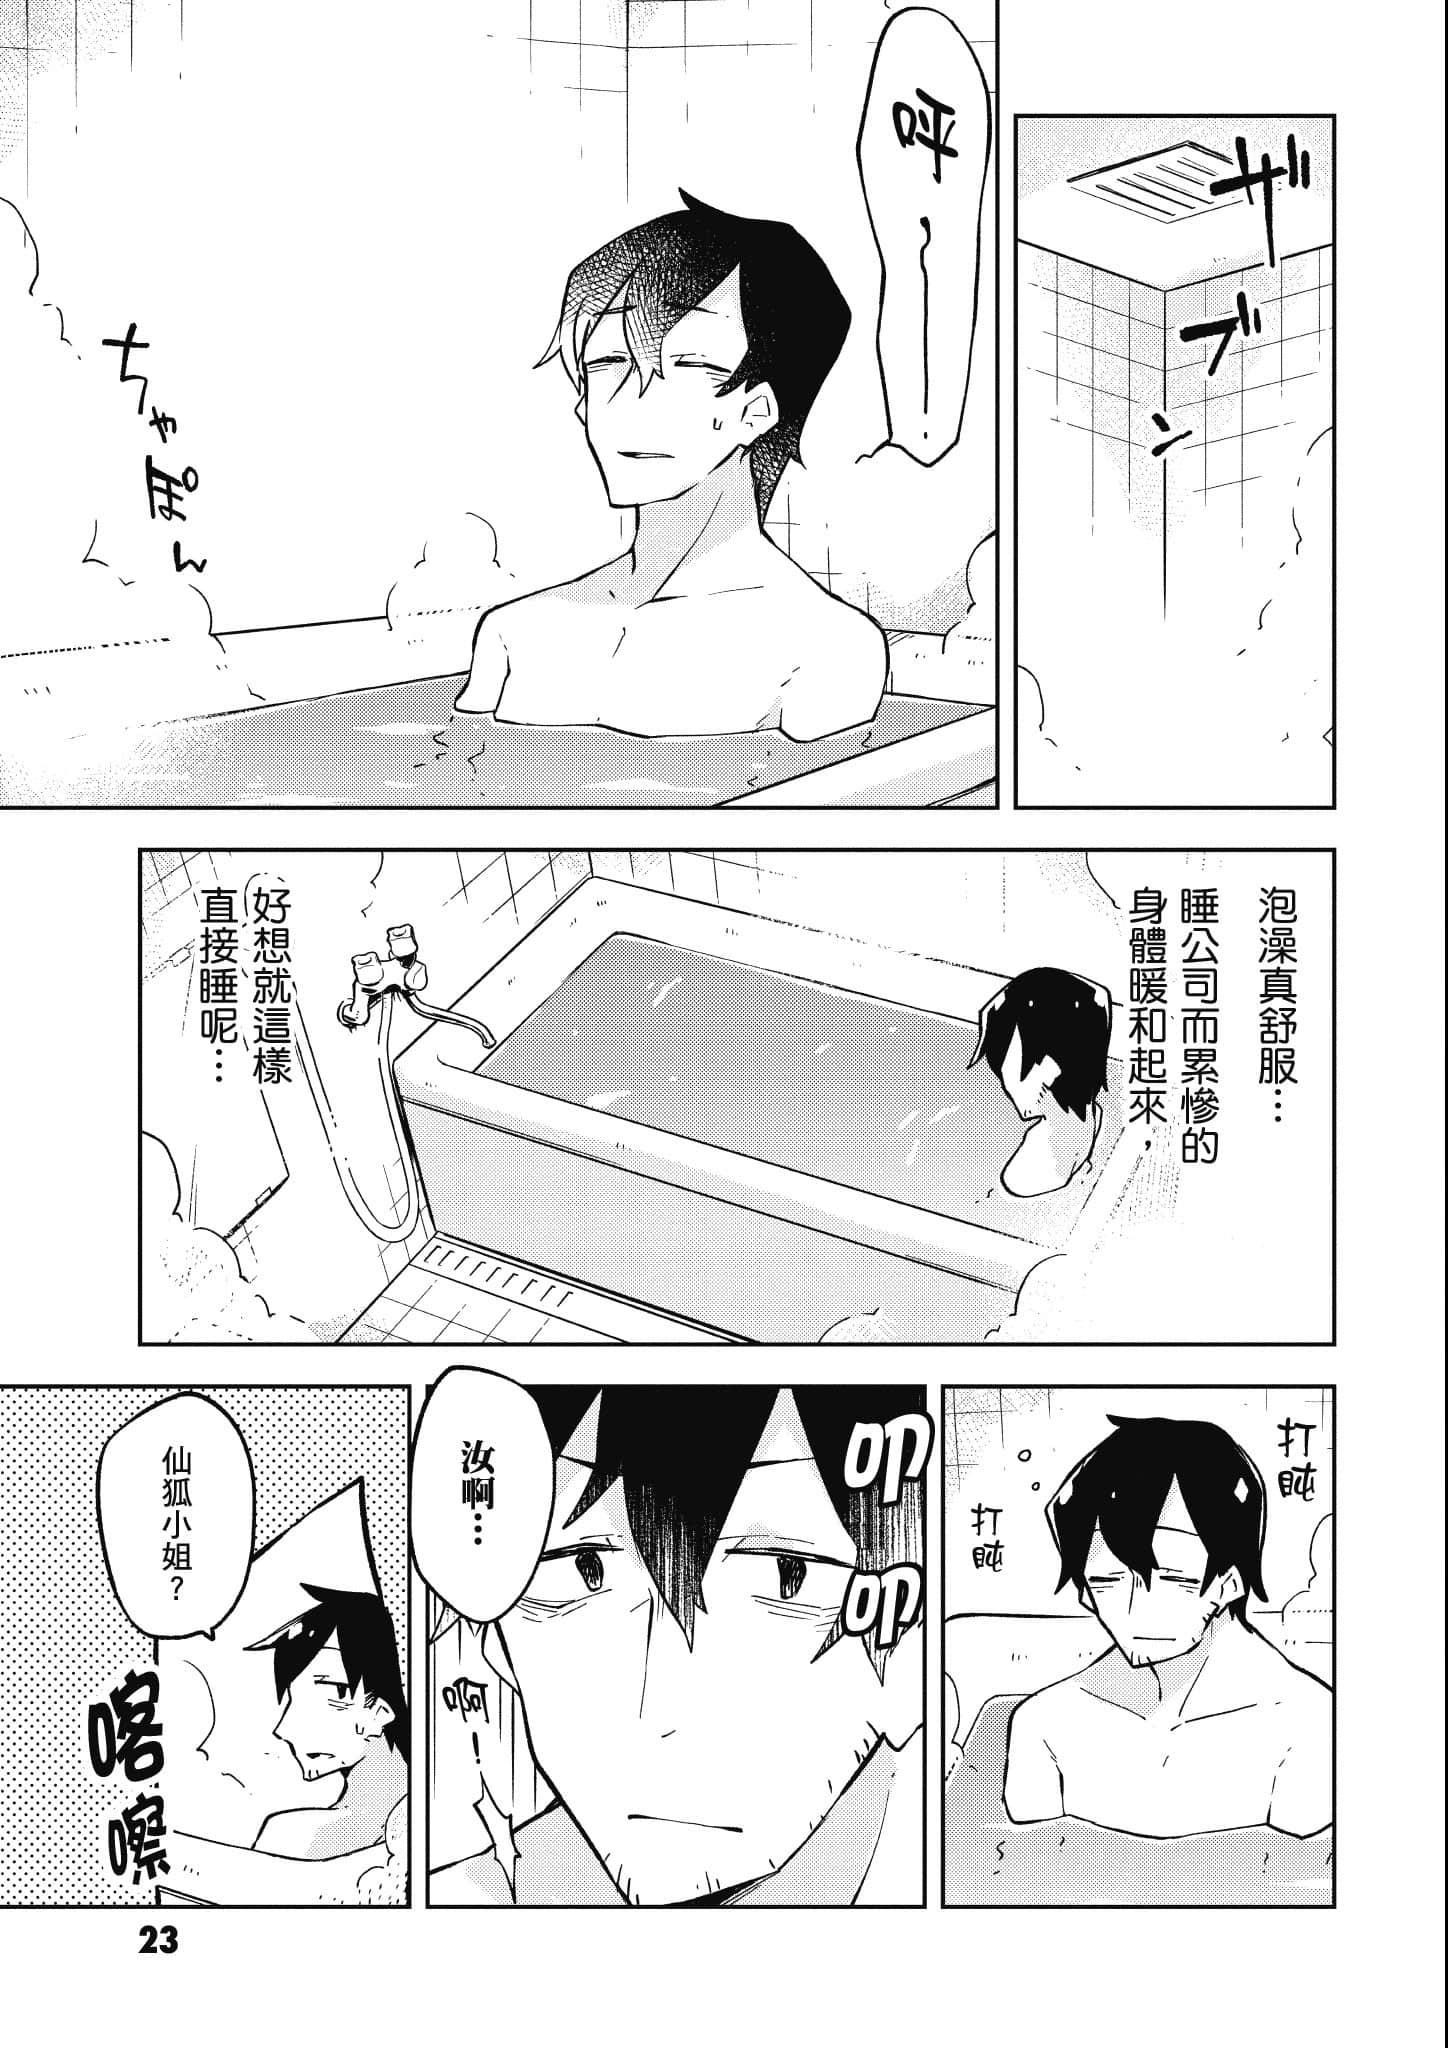 ザブン
呼~——…
ちゃぽん
泡澡真舒服…
睡公司而累慘的
身體暖和起來，
好想就這樣
直接睡呢…
打盹
打盹
叩
叩
汝啊…
啊！
仙狐小姐？
喀嚓
23